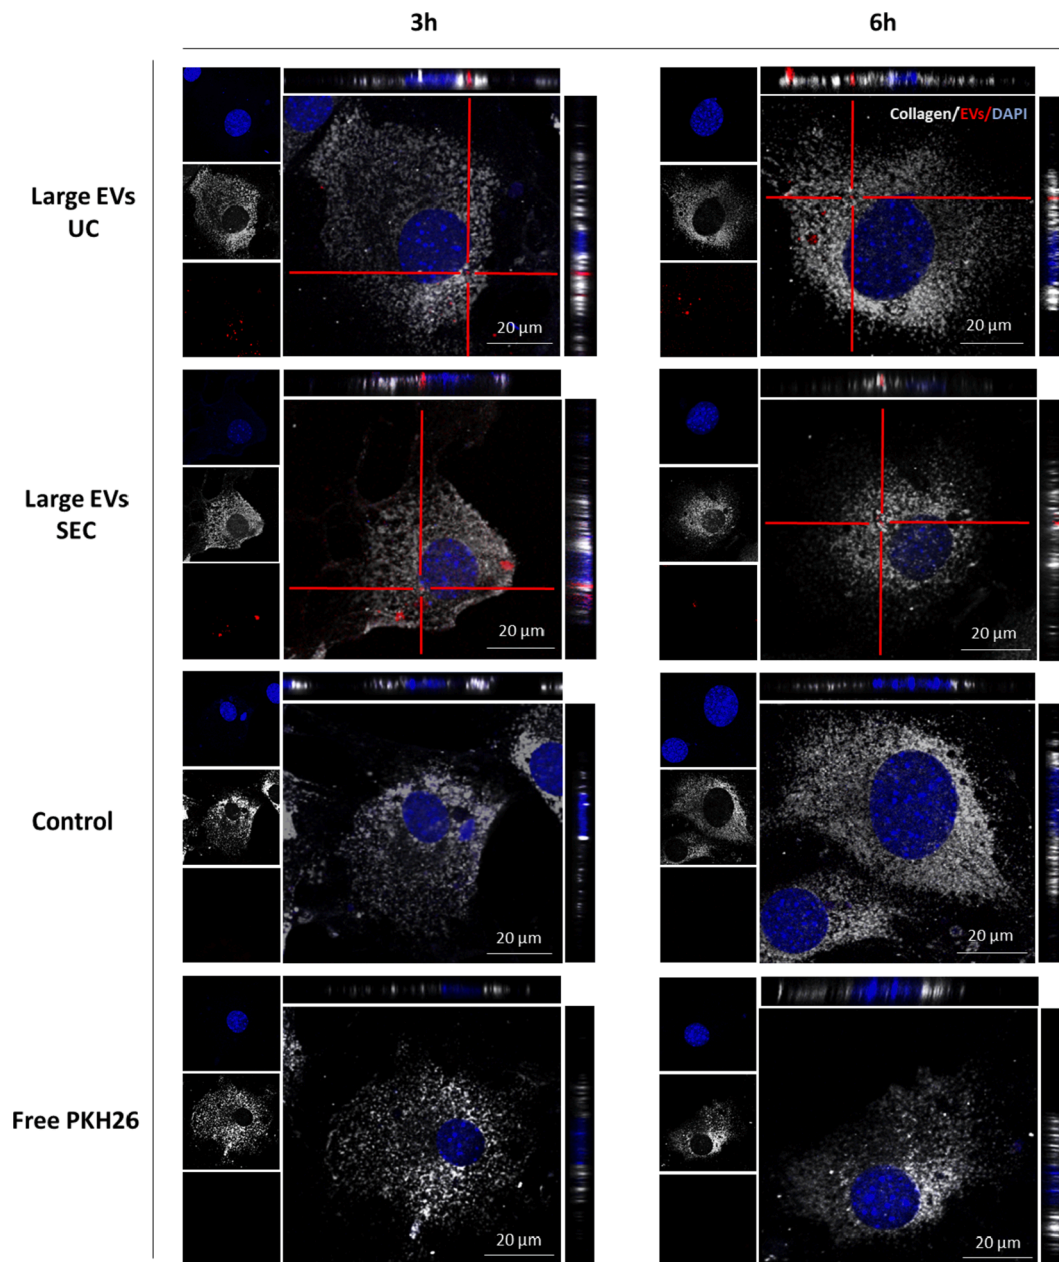 3h
6h
Large EVs
UC
Collagen/EVs/DAPI
20 µm
20 µm
Large EVs
SEC
20 µm
20 µm
Control
20 µm
20 µm
Free PKH26
20 µm
20 µm